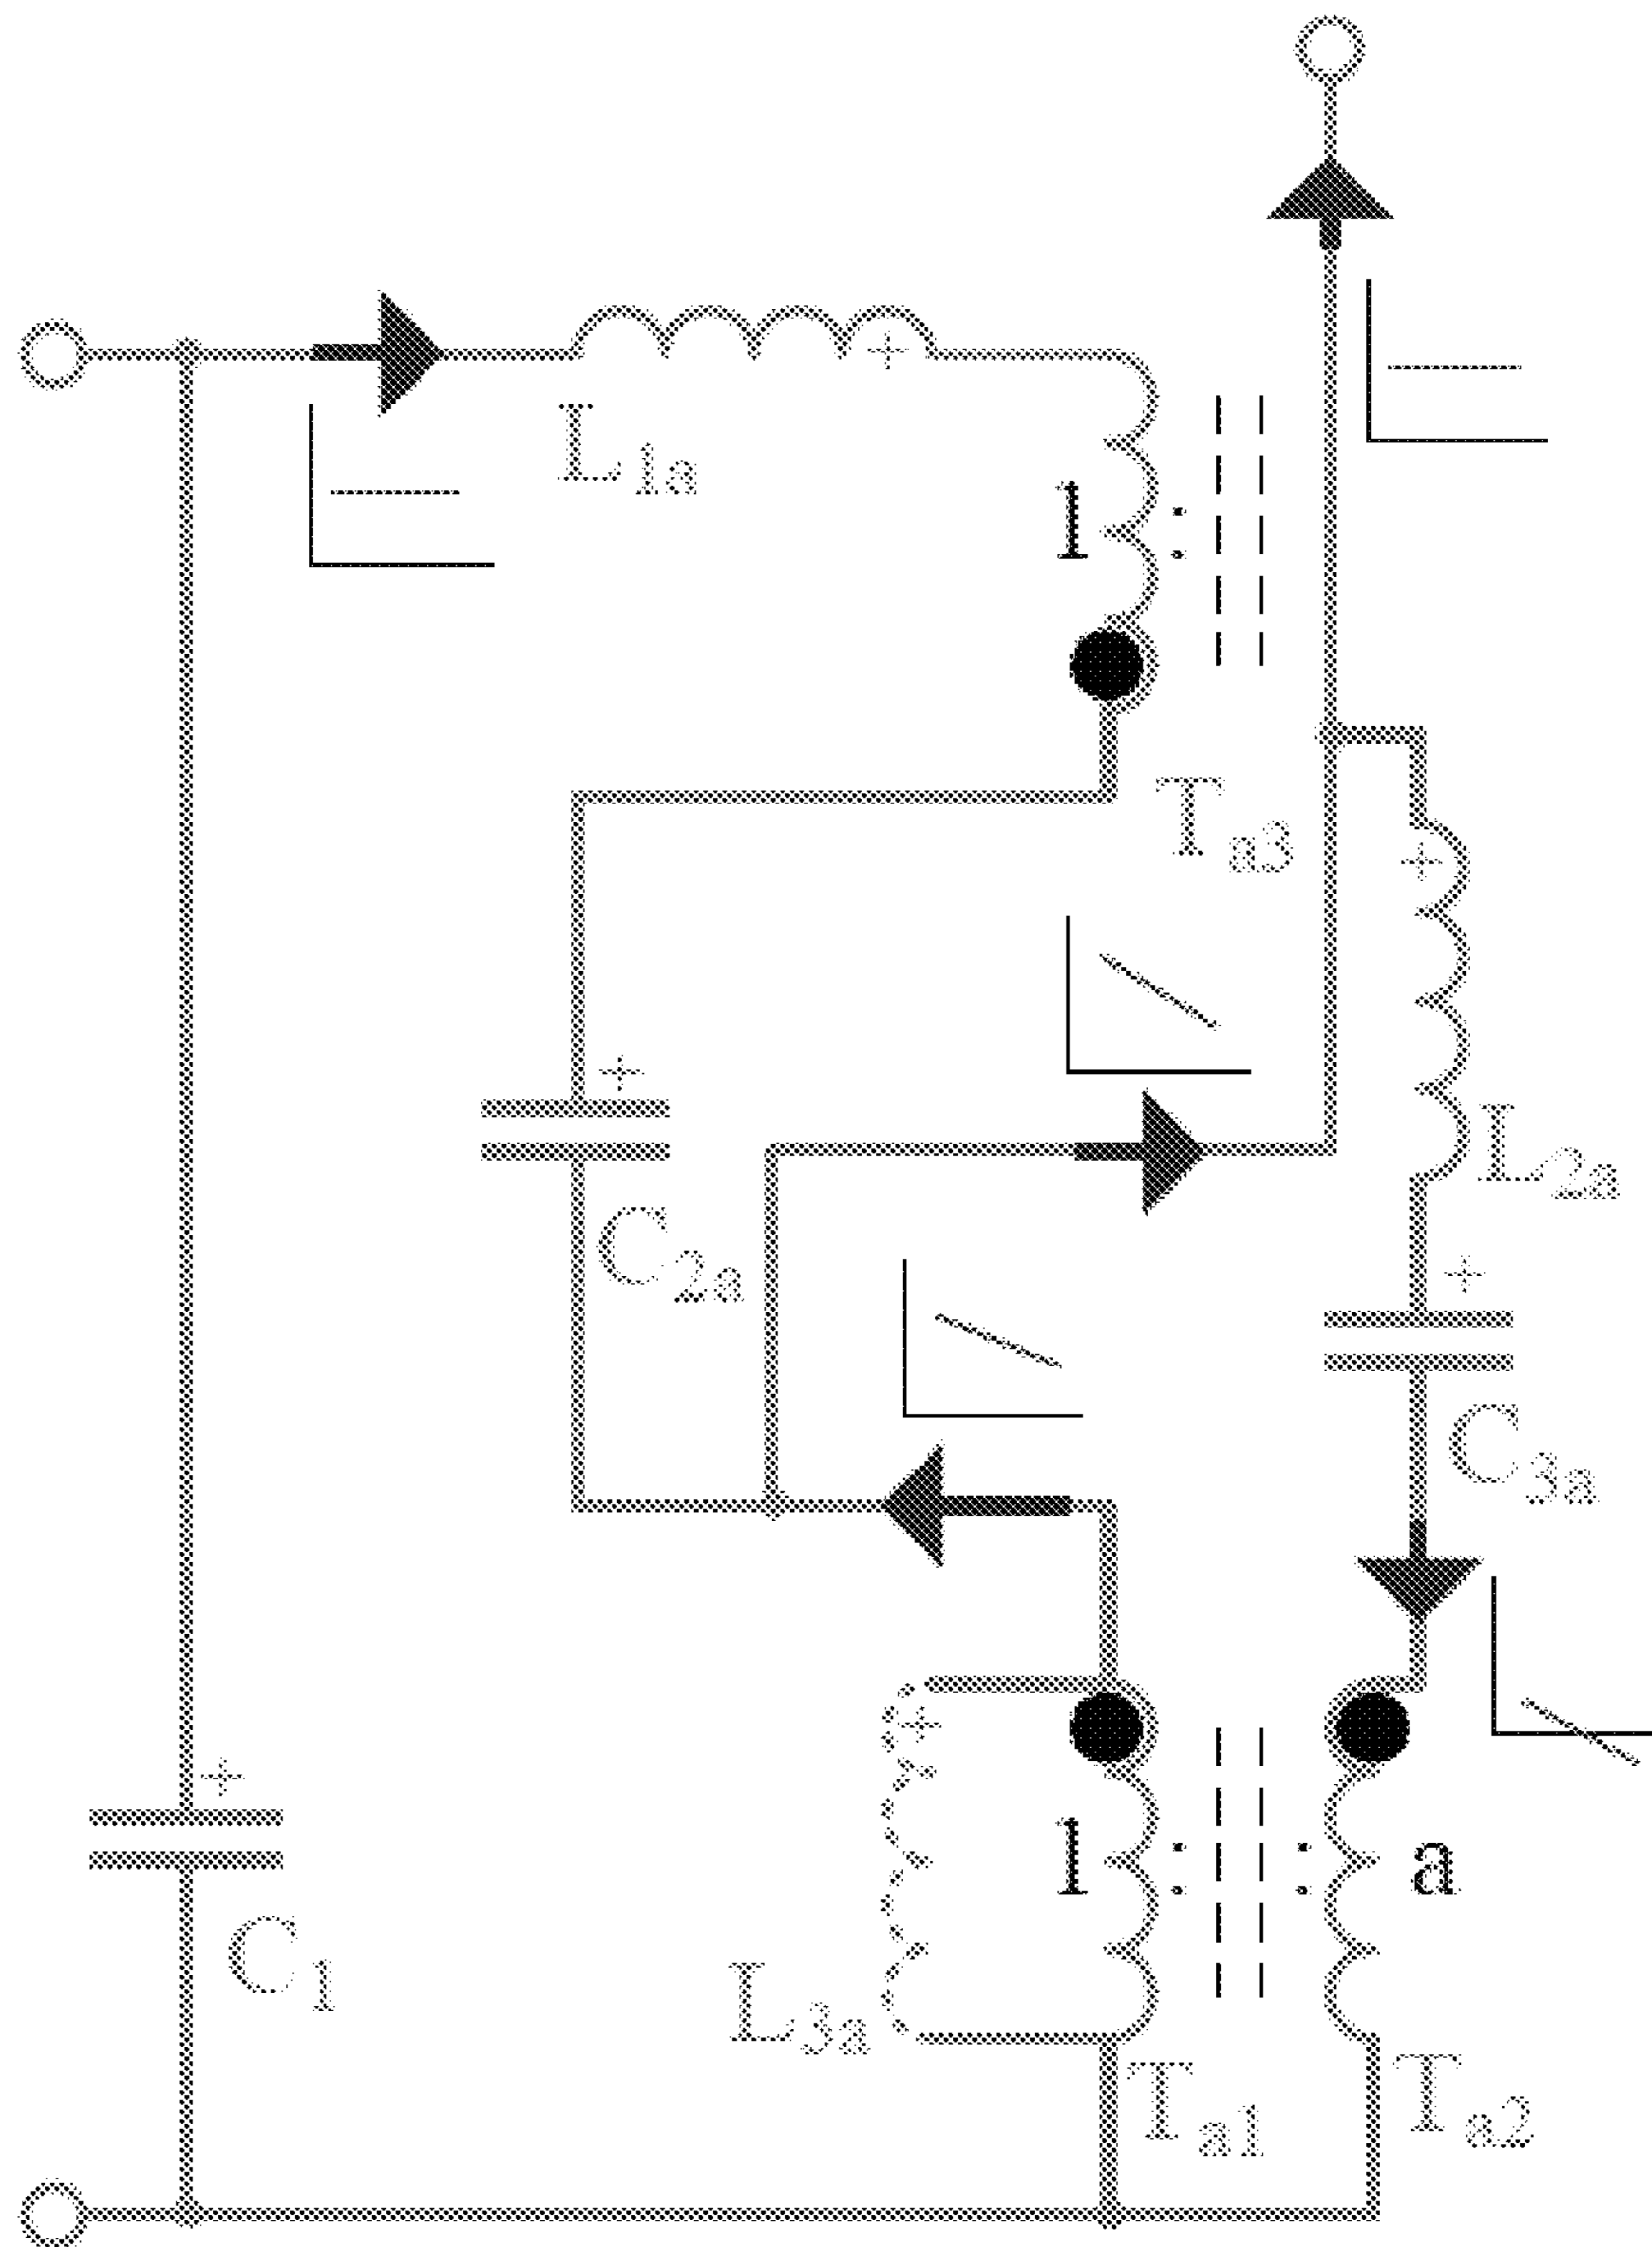 +
L1a
1 :
Ta3
+
+
L2a
C2a
+
C3a
+
+
1 : : a
C1
L3a
Ta1
Ta2